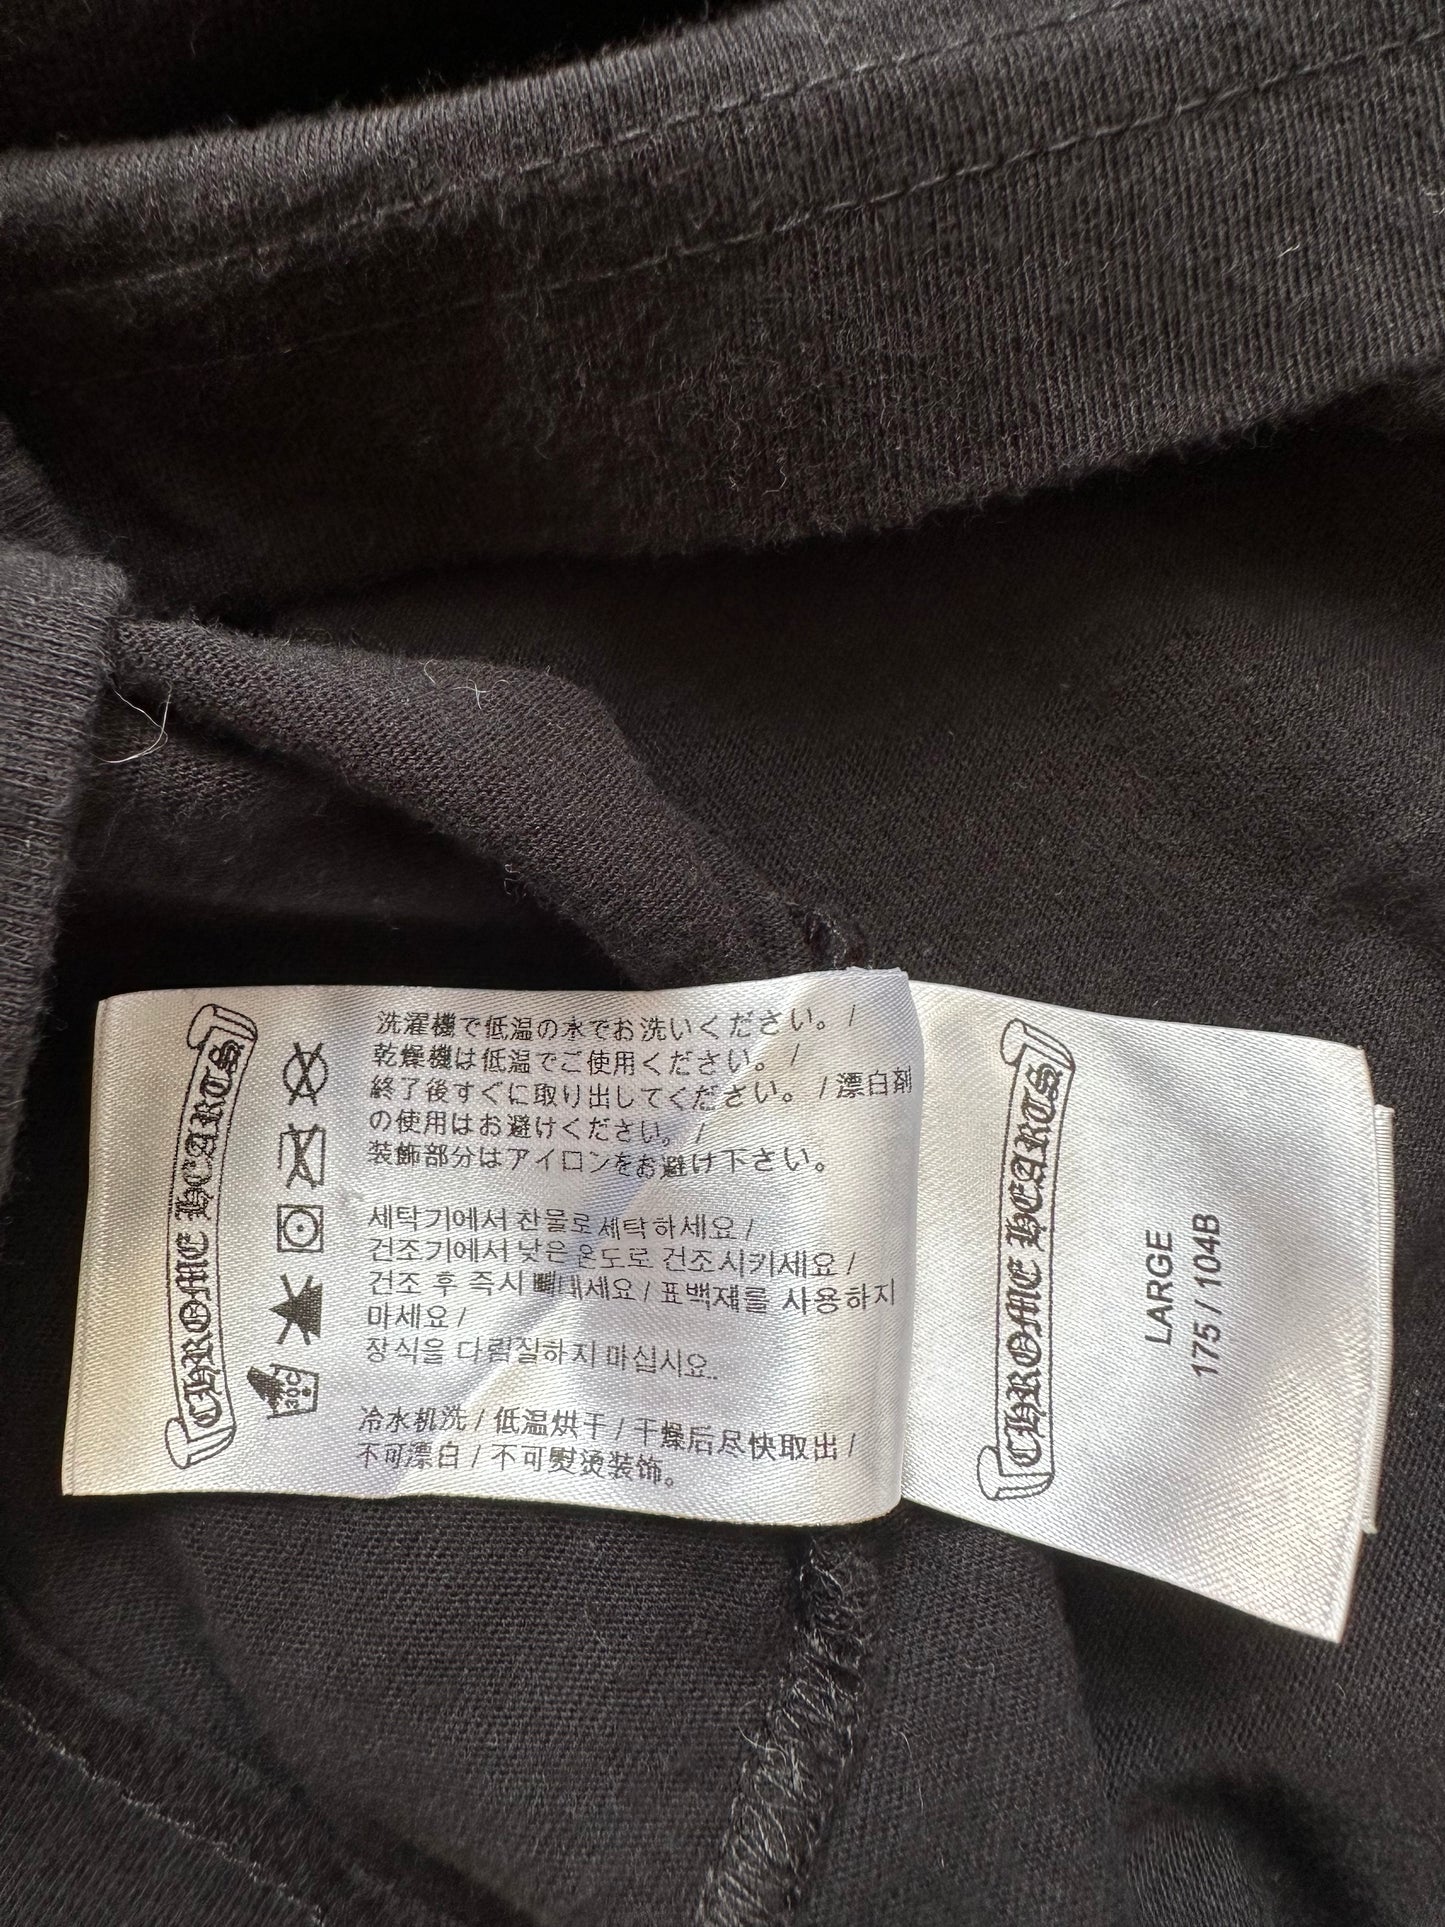 CHROME HEARTS
洗濯機で低温の水でお洗いください。 /
乾燥機は低温でご使用ください。 /
終了後すぐに取り出してください。 / 漂白剤
の使用はお避けください。 /
装飾部分はアイロンをお避け下さい。
세탁기에서 찬물로 세탁하세요 /
건조기에서 낮은 온도로 건조시키세요 /
건조 후 즉시 빼내세요 / 표백제를 사용하지
마세요 /
장식을 다림질하지 마십시요.
冷水机洗 / 低温烘干 / 干燥后尽快取出 /
不可漂白 / 不可熨烫装饰。
30C
CHROME HEARTS
LARGE
175 / 104B